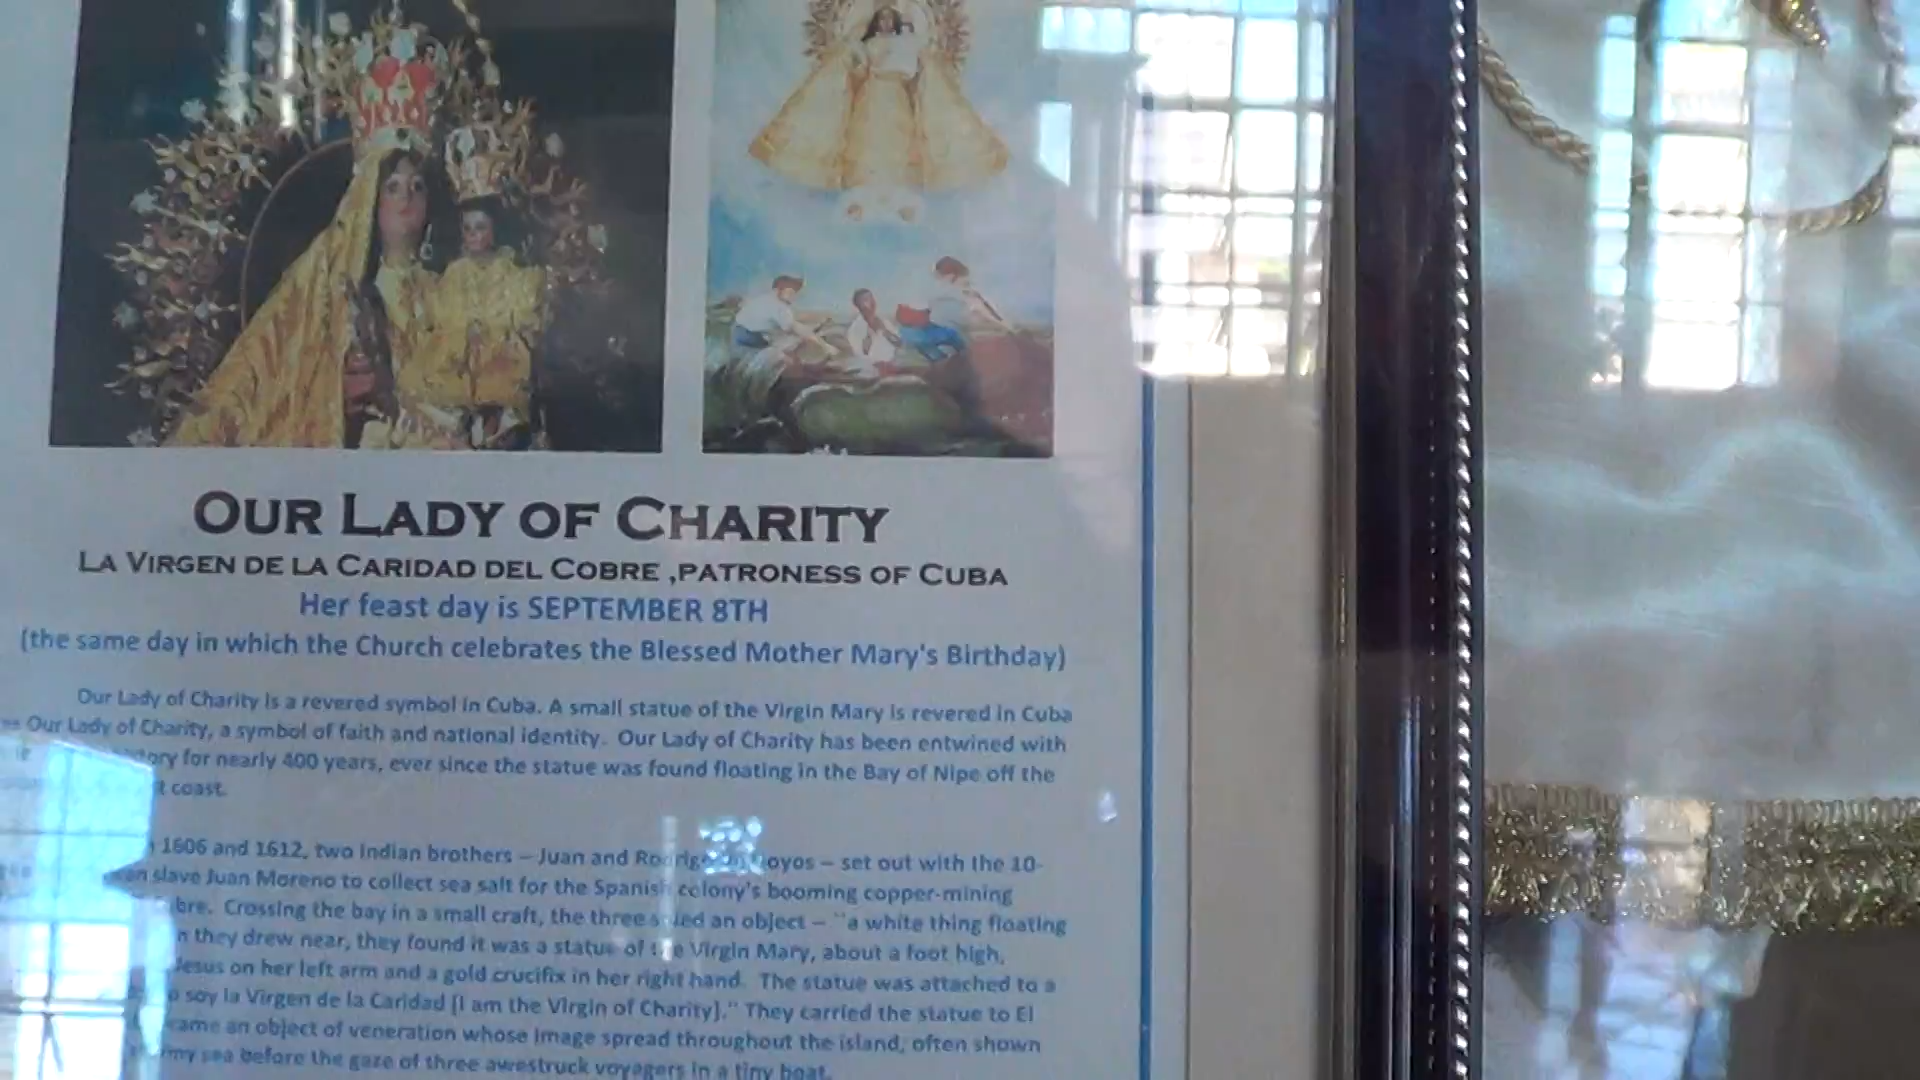 OUR LADY OF CHARITY
LA VIRGEN DE LA CARIDAD DEL COBRE ,PATRONESS OF CUBA
Her feast day is SEPTEMBER 8TH
(the same day in which the Church celebrates the Blessed Mother Mary's Birthday)
Our Lady of Charity is a revered symbol in Cuba. A small statue of the Virgin Mary is revered in Cuba
Our Lady of Charity, a symbol of faith and national identity. Our Lady of Charity has been entwined with
for nearly 400 years, ever since the statue was found floating in the Bay of Nipe off the
coast.
1606 and 1612, two Indian brothers – Juan and – set out with the 10-
slave Juan Moreno to collect sea salt for the Spanish colony's booming copper-mining
Crossing the bay in a small craft, the three an object – "a white thing floating
they drew near, they found it was a statue of the Virgin Mary, about a foot high,
Jesus on her left arm and a gold crucifix in her right hand. The statue was attached to a
soy la Virgen de la Caridad [I am the Virgin of Charity]." They carried the statue to El
an object of veneration whose image spread throughout the island, often shown
sea before the gaze of three awestruck voyagers in a tiny boat.